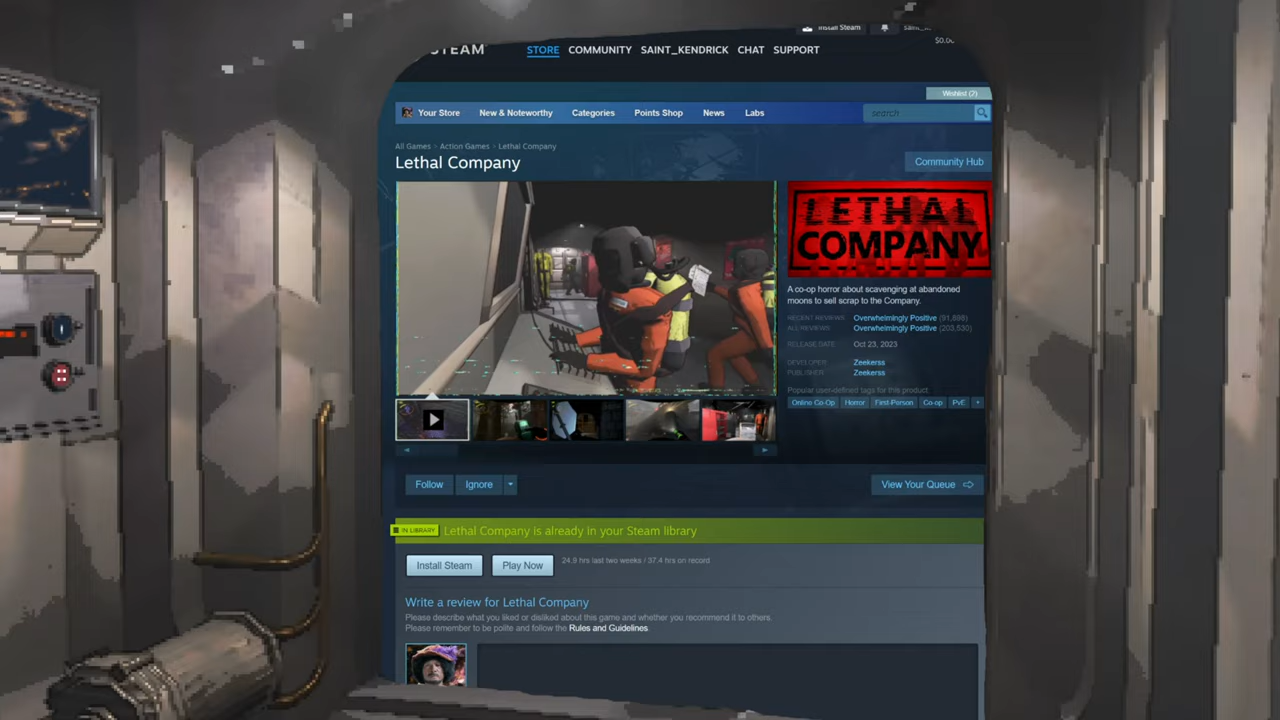 STEAM
STORE COMMUNITY SAINT_KENDRICK CHAT SUPPORT
Install Steam
$0.00
Wishlist (2)
Your Store New & Noteworthy Categories Points Shop News Labs
search
All Games > Action Games > Lethal Company
Lethal Company
Community Hub
LETHAL
COMPANY
A co-op horror about scavenging at abandoned
moons to sell scrap to the Company.
RECENT REVIEWS: Overwhelmingly Positive (91,898)
ALL REVIEWS: Overwhelmingly Positive (203,530)
RELEASE DATE: Oct 23, 2023
DEVELOPER: Zeekerss
PUBLISHER: Zeekerss
Popular user-defined tags for this product:
Online Co-Op Horror First-Person Co-op PvE +
Follow Ignore
View Your Queue
IN LIBRARY Lethal Company is already in your Steam library
Install Steam Play Now 24.9 hrs last two weeks / 37.4 hrs on record
Write a review for Lethal Company
Please describe what you liked or disliked about this game and whether you recommend it to others.
Please remember to be polite and follow the Rules and Guidelines.